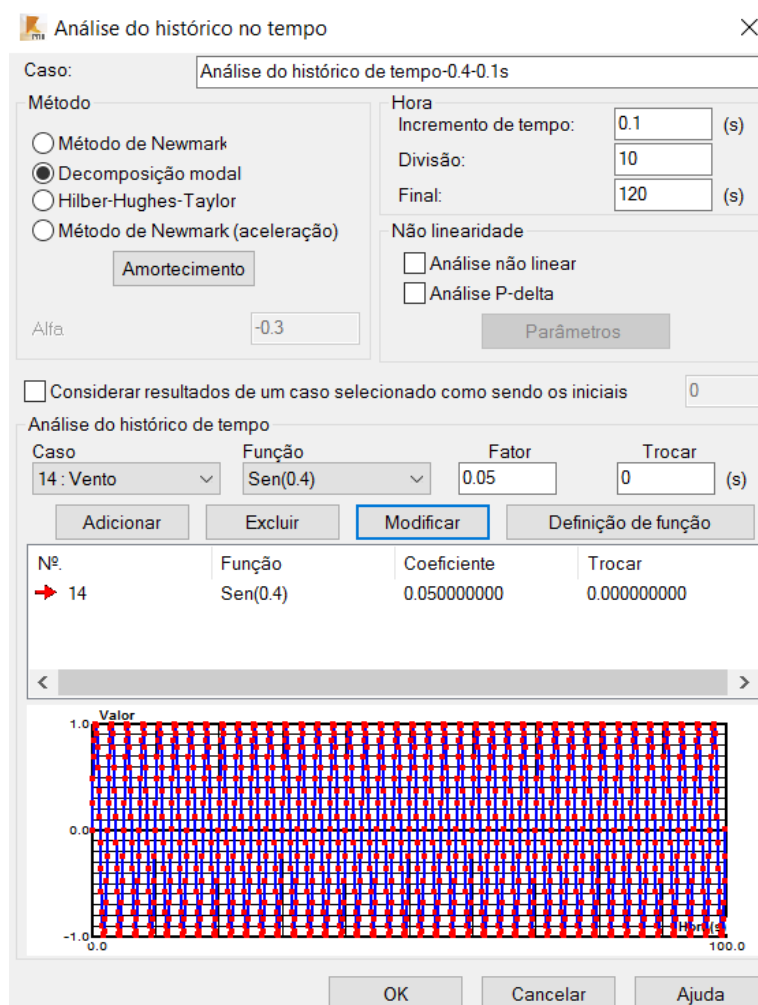 Análise do histórico no tempo
Caso: Análise do histórico de tempo-0.4-0.1s
Método
Método de Newmark
Decomposição modal
Hilber-Hughes-Taylor
Método de Newmark (aceleração)
Amortecimento
Alfa -0.3
Hora
Incremento de tempo: 0.1 (s)
Divisão: 10
Final: 120 (s)
Não linearidade
Análise não linear
Análise P-delta
Parâmetros
Considerar resultados de um caso selecionado como sendo os iniciais 0
Análise do histórico de tempo
Caso Função Fator Trocar
14 : Vento Sen(0.4) 0.05 0 (s)
Adicionar Excluir Modificar Definição de função
Nº. Função Coeficiente Trocar
14 Sen(0.4) 0.050000000 0.000000000
Valor
1.0
0.0
-1.0
Hora(s)
0.0 100.0
OK Cancelar Ajuda